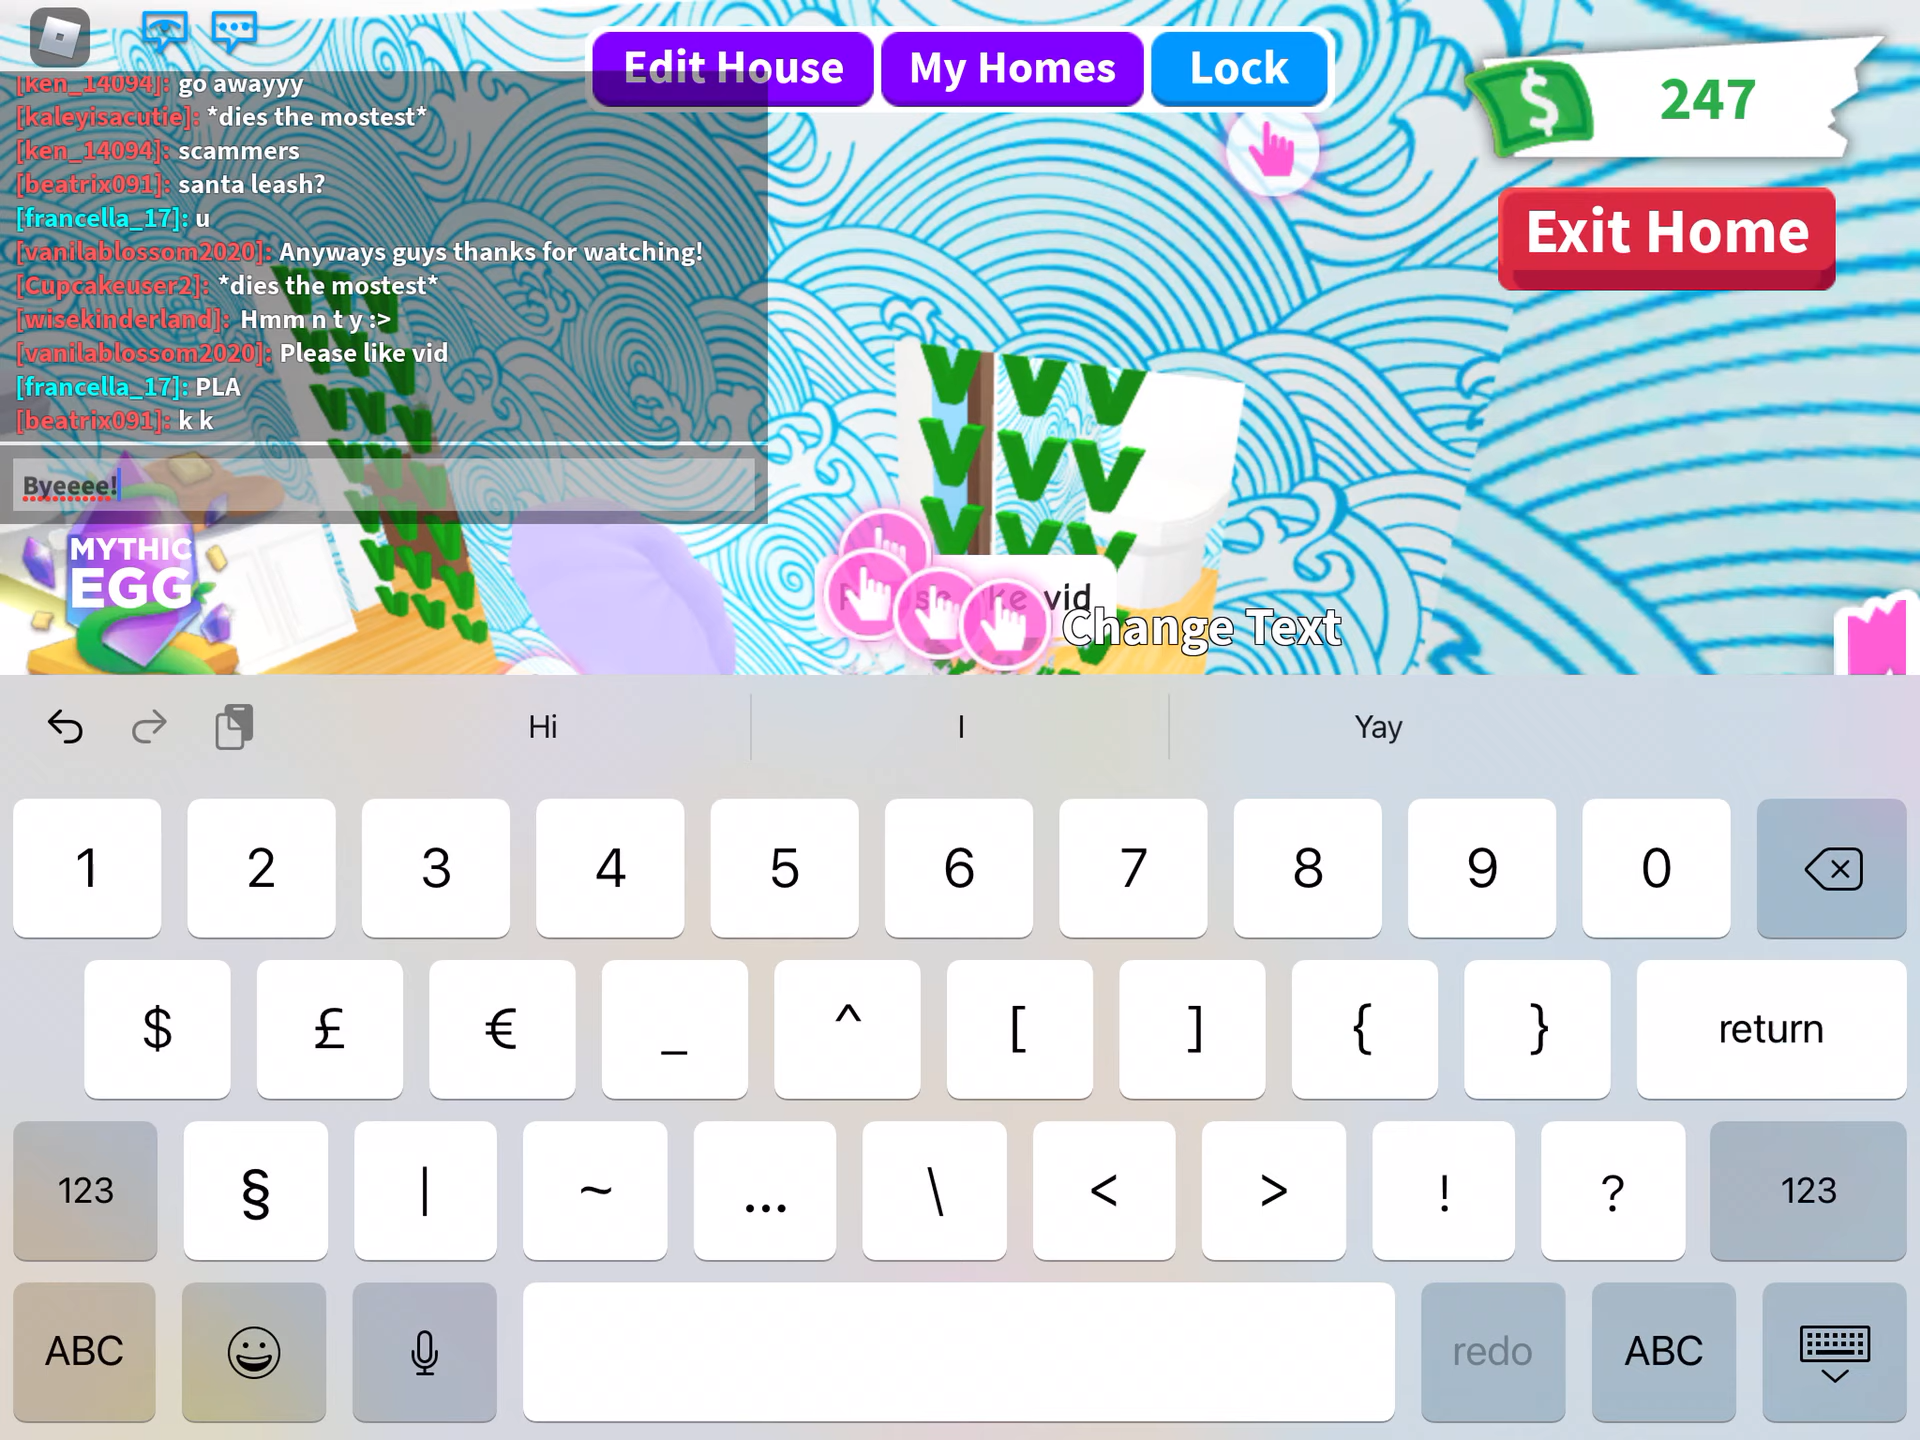 Edit House My Homes Lock
247
Exit Home
[ken_14094]: go awayyy
[kaleyisacutie]: *dies the mostest*
[ken_14094]: scammers
[beatrix091]: santa leash?
[francella_17]: u
[vanilablossom2020]: Anyways guys thanks for watching!
[Cupcakeuser2]: *dies the mostest*
[wisekinderland]: Hmm n t y :>
[vanilablossom2020]: Please like vid
[francella_17]: PLA
[beatrix091]: k k
Byeeee!
MYTHIC
EGG
vid
Change Text
Hi I Yay
1 2 3 4 5 6 7 8 9 0
$ £ € _ ^ [ ] { } return
123 § | ~ ... \ < > ! ? 123
ABC redo ABC